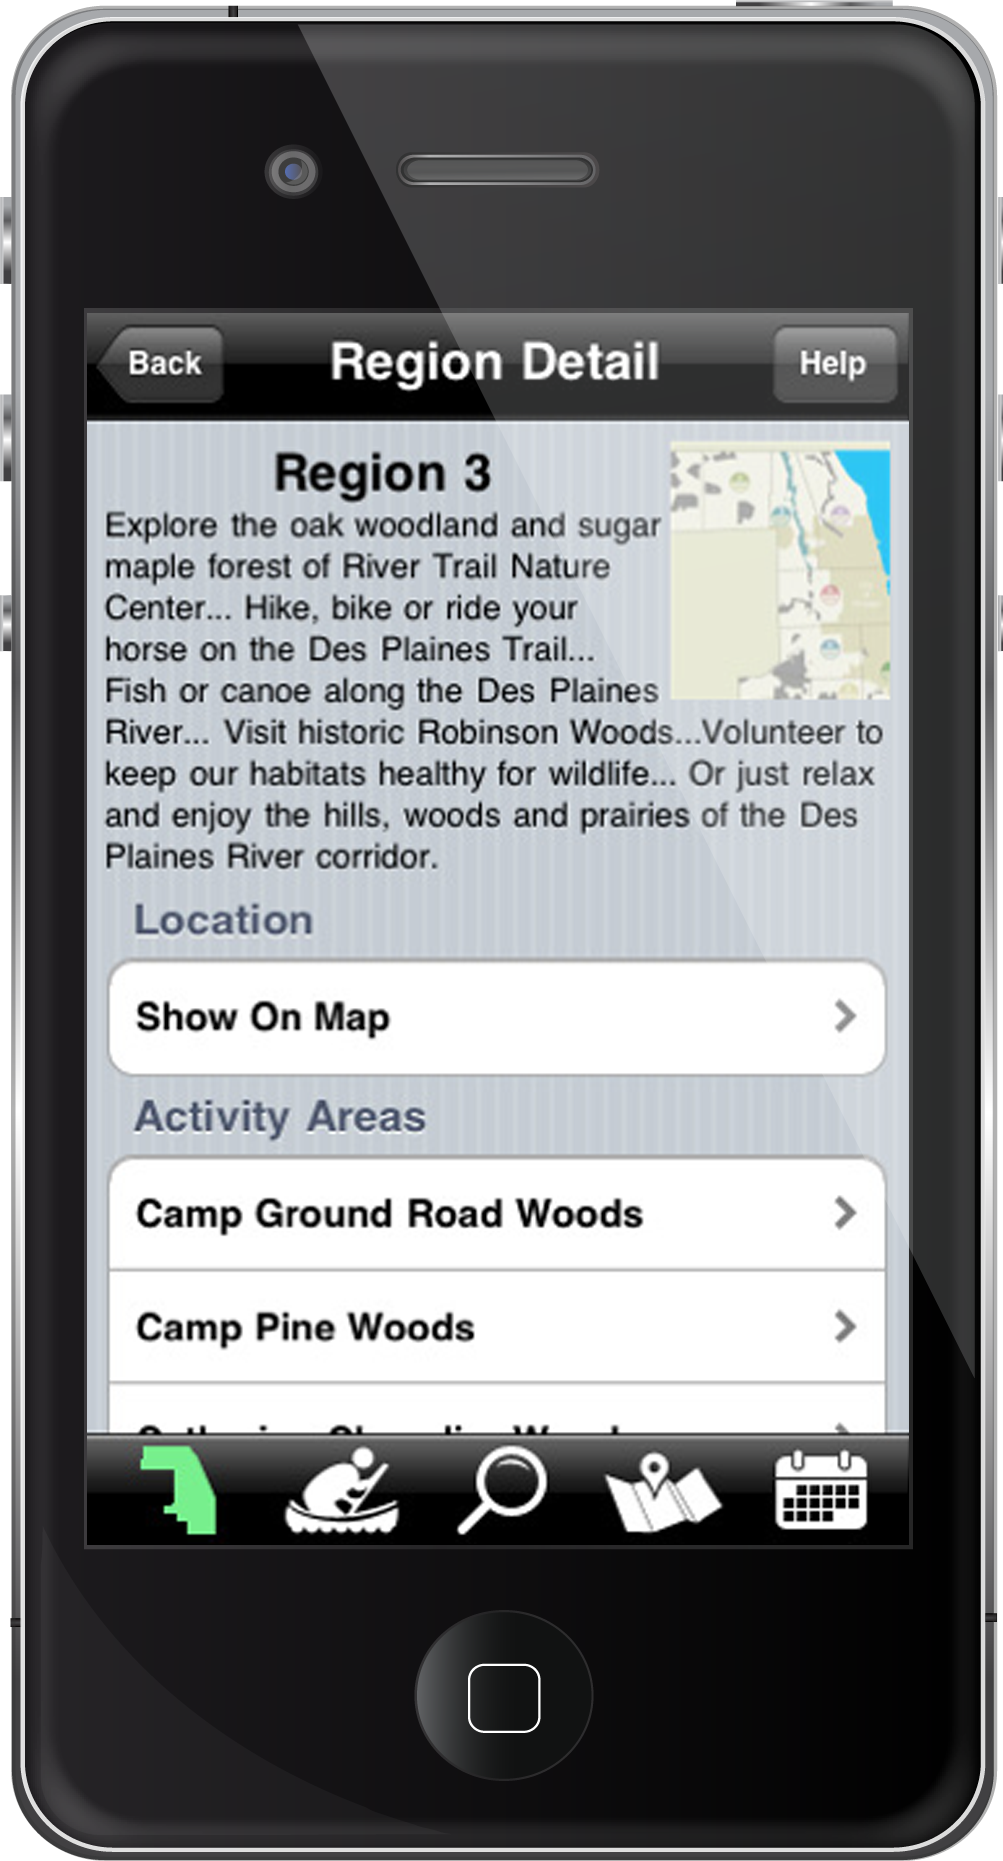 Back
Region Detail
Help
Region 3
Explore the oak woodland and sugar
maple forest of River Trail Nature
Center... Hike, bike or ride your
horse on the Des Plaines Trail...
Fish or canoe along the Des Plaines
River... Visit historic Robinson Woods...Volunteer to
keep our habitats healthy for wildlife... Or just relax
and enjoy the hills, woods and prairies of the Des
Plaines River corridor.
Location
Show On Map
Activity Areas
Camp Ground Road Woods
Camp Pine Woods